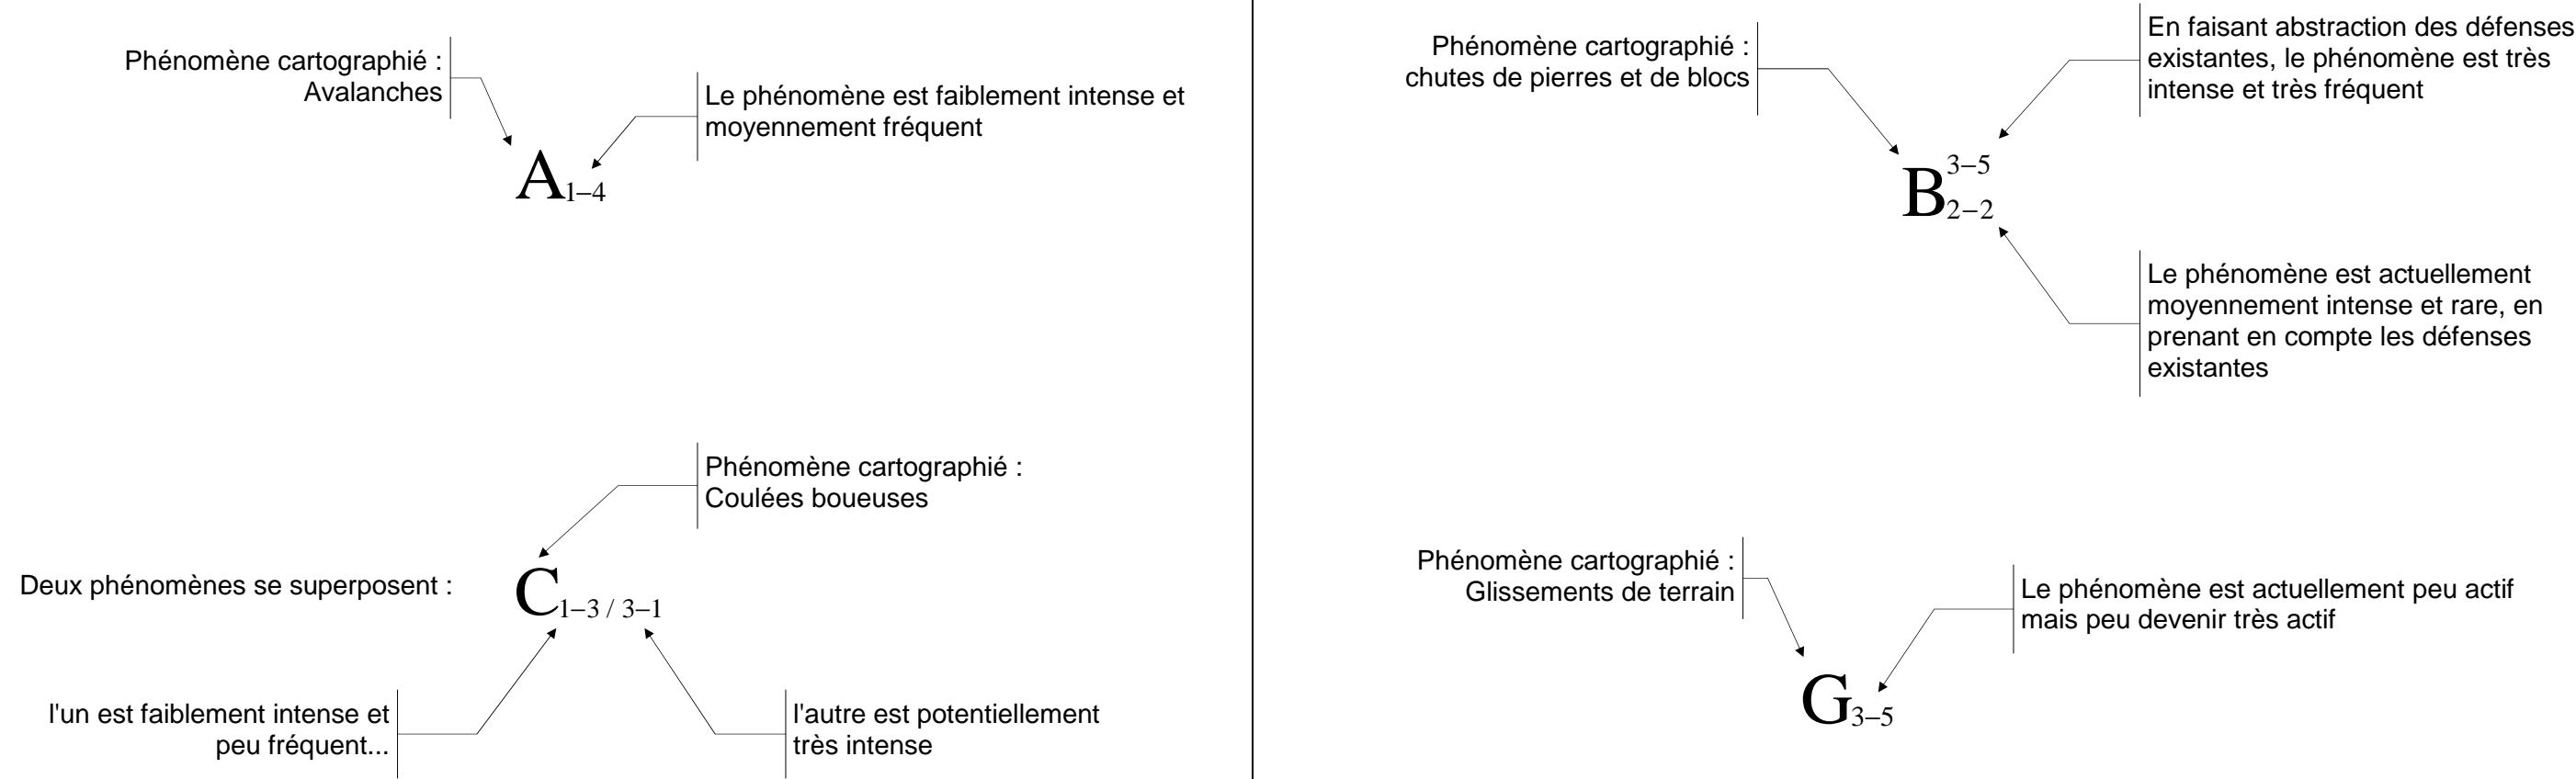 Phénomène cartographié :
Avalanches
Le phénomène est faiblement intense et
moyennement fréquent
A1–4
Phénomène cartographié :
Coulées boueuses
Deux phénomènes se superposent :
C1–3 / 3–1
l'un est faiblement intense et
peu fréquent...
l'autre est potentiellement
très intense
Phénomène cartographié :
chutes de pierres et de blocs
En faisant abstraction des défenses
existantes, le phénomène est très
intense et très fréquent
B3–5
2–2
Le phénomène est actuellement
moyennement intense et rare, en
prenant en compte les défenses
existantes
Phénomène cartographié :
Glissements de terrain
Le phénomène est actuellement peu actif
mais peu devenir très actif
G3–5